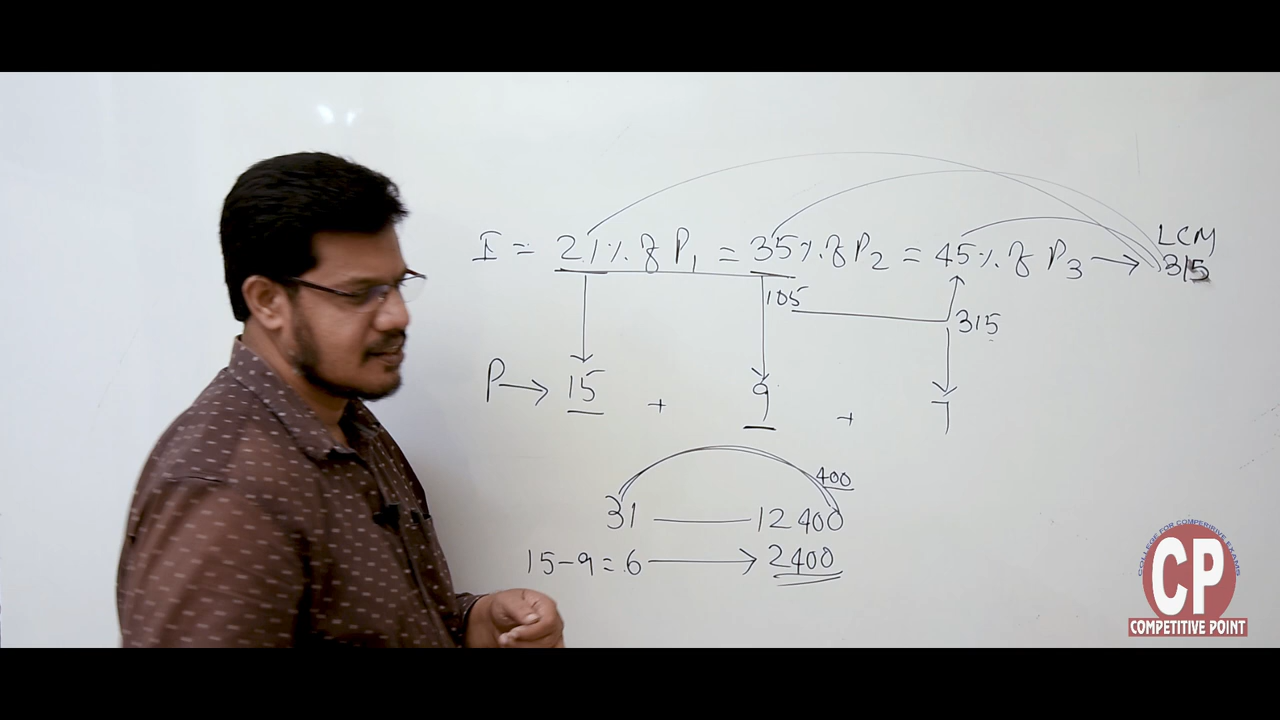 LCM
I = 21% of P1 = 35% of P2 = 45% of P3 → 315
105
315
P → 15 + 9 + 7
400
31 — 12400
15-9=6 → 2400
COLLEGE FOR COMPERIRIVE EXAMS
CP
COMPETITIVE POINT